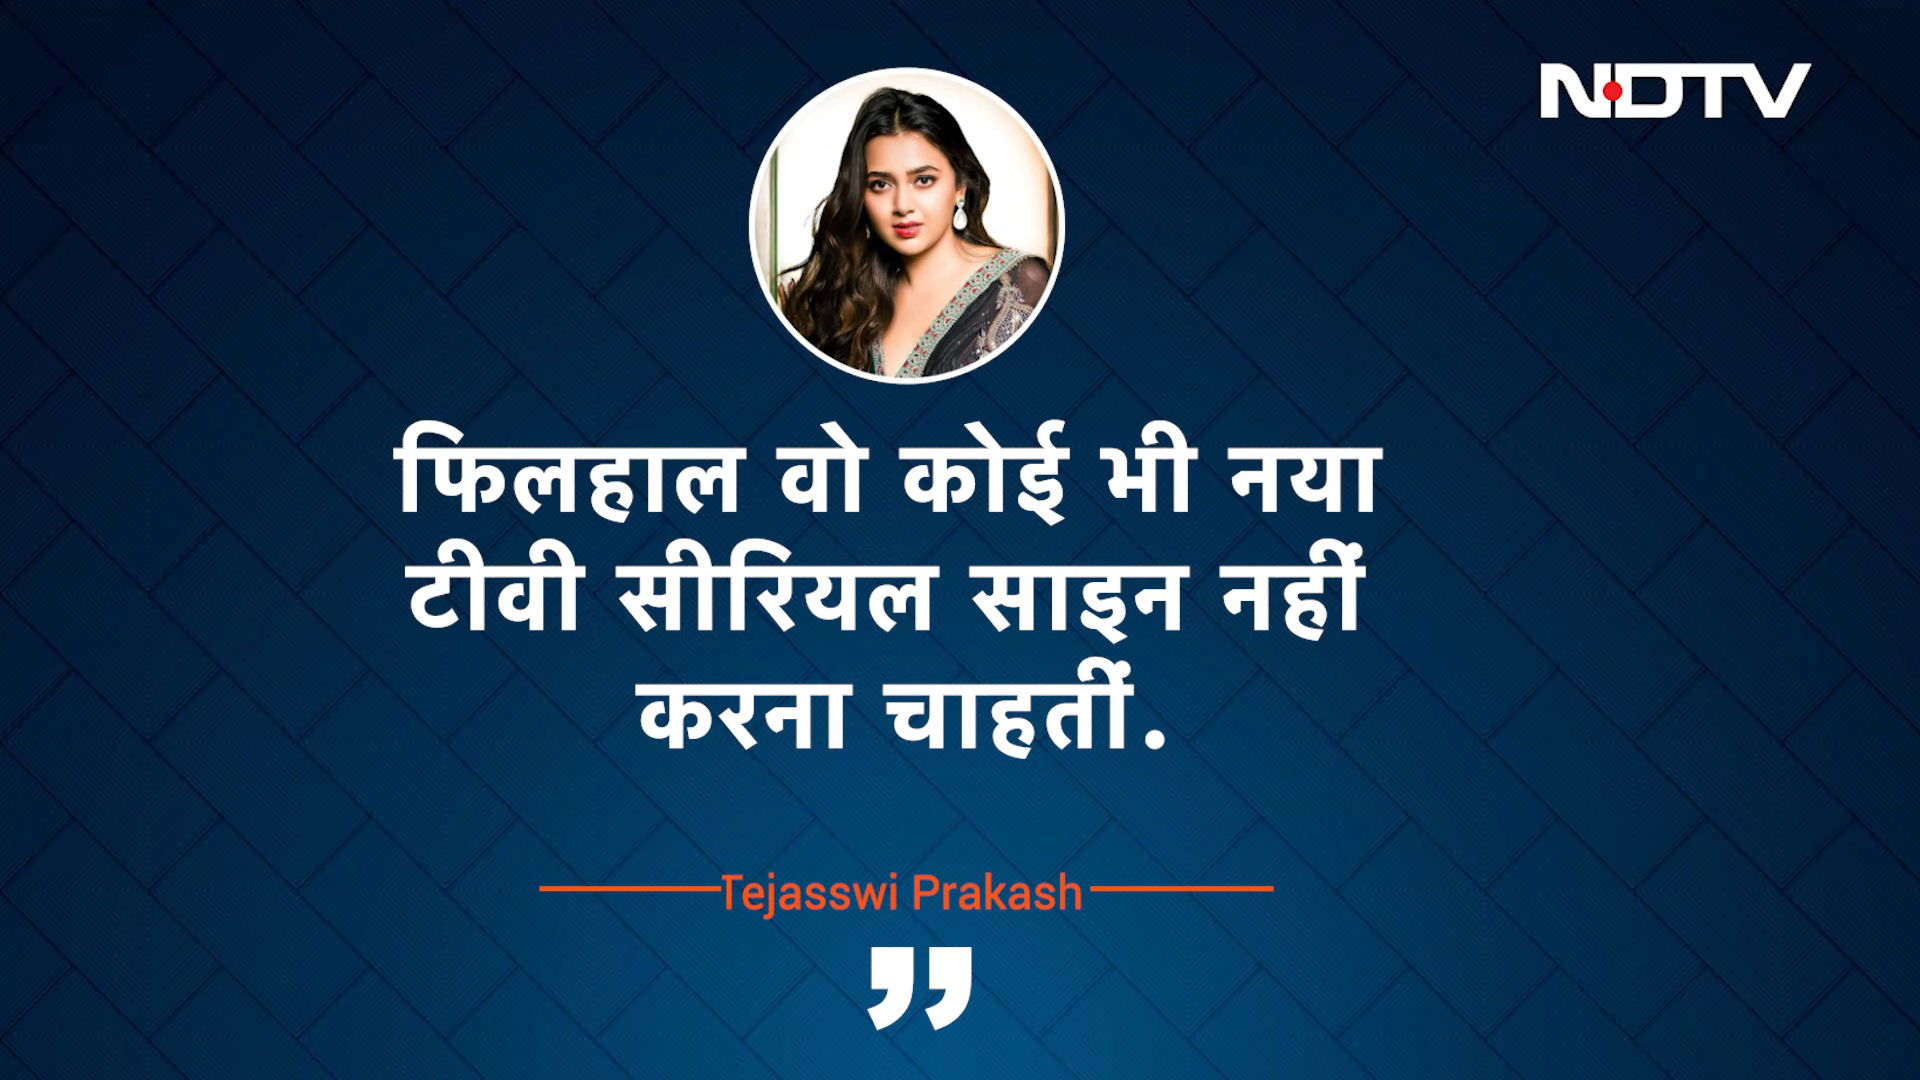 NDTV
फिलहाल वो कोई भी नया
टीवी सीरियल साइन नहीं
करना चाहतीं.
Tejasswi Prakash
”